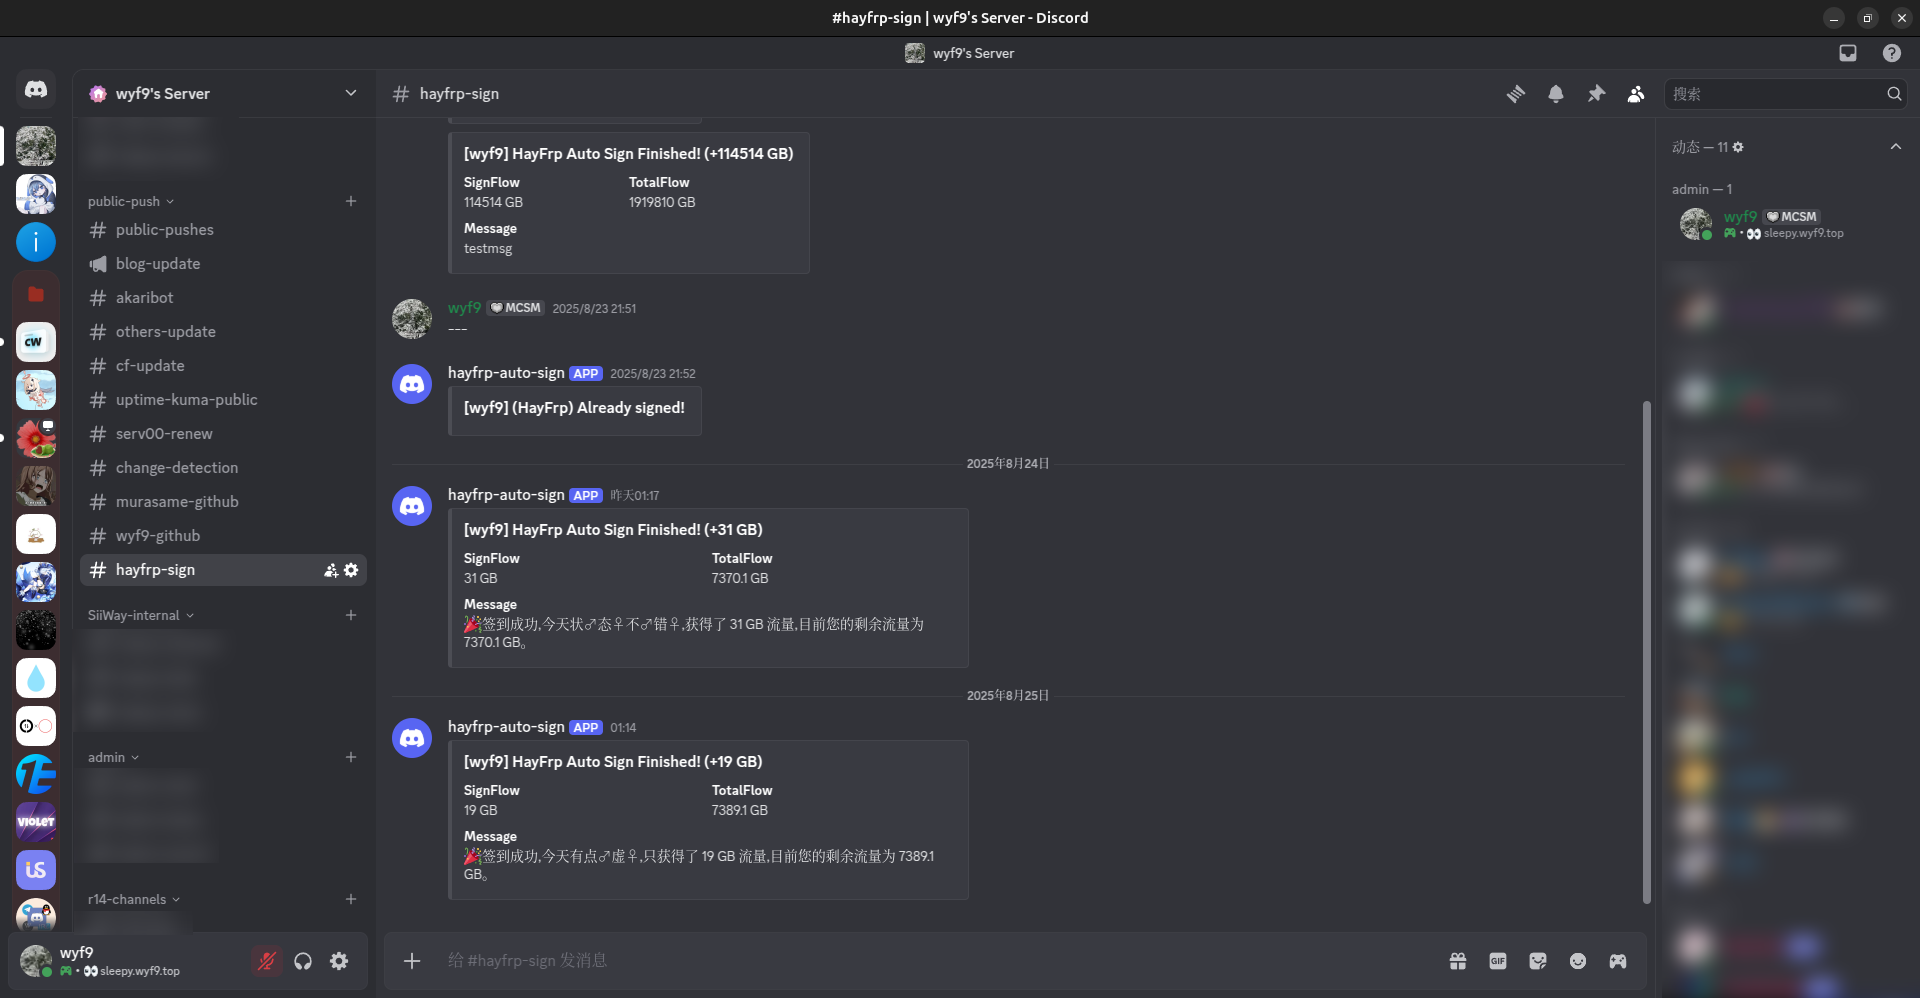 #hayfrp-sign | wyf9's Server - Discord
wyf9's Server
wyf9's Server
public-push
public-pushes
blog-update
akaribot
others-update
cf-update
uptime-kuma-public
serv00-renew
change-detection
murasame-github
wyf9-github
hayfrp-sign
SiiWay-internal
admin
r14-channels
cw
VIOLET
wyf9
sleepy.wyf9.top
hayfrp-sign
搜索
[wyf9] HayFrp Auto Sign Finished! (+114514 GB)
SignFlow TotalFlow
114514 GB 1919810 GB
Message
testmsg
wyf9 MCSM 2025/8/23 21:51
---
hayfrp-auto-sign APP 2025/8/23 21:52
[wyf9] (HayFrp) Already signed!
2025年8月24日
hayfrp-auto-sign APP 昨天01:17
[wyf9] HayFrp Auto Sign Finished! (+31 GB)
SignFlow TotalFlow
31 GB 7370.1 GB
Message
🎉签到成功,今天状♂态♀不♂错♀,获得了 31 GB 流量,目前您的剩余流量为
7370.1 GB。
2025年8月25日
hayfrp-auto-sign APP 01:14
[wyf9] HayFrp Auto Sign Finished! (+19 GB)
SignFlow TotalFlow
19 GB 7389.1 GB
Message
🎉签到成功,今天有点♂虚♀,只获得了 19 GB 流量,目前您的剩余流量为 7389.1
GB。
给 #hayfrp-sign 发消息
GIF
动态 — 11
admin — 1
wyf9 MCSM
sleepy.wyf9.top